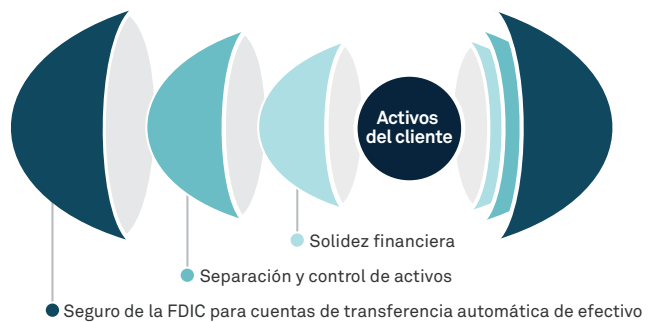 Activos
del cliente
Solidez financiera
Separación y control de activos
Seguro de la FDIC para cuentas de transferencia automática de efectivo